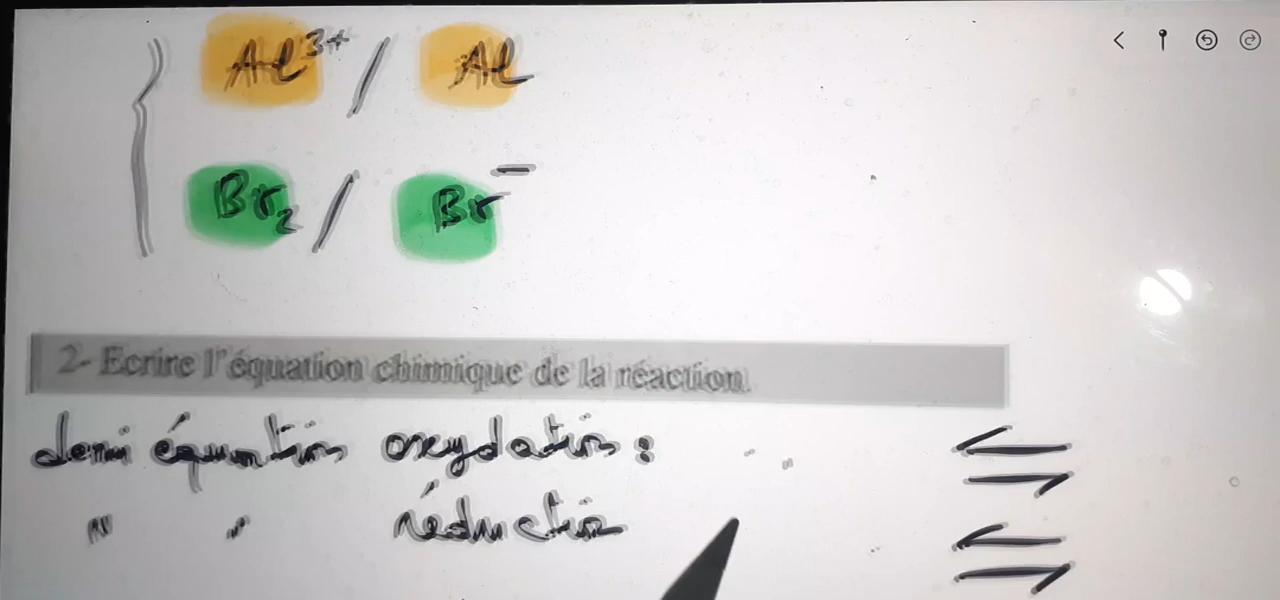 Al³⁺ / Al
Br₂ / Br⁻
2- Ecrire l'équation chimique de la réaction.
demi équation oxydation :
" " réduction